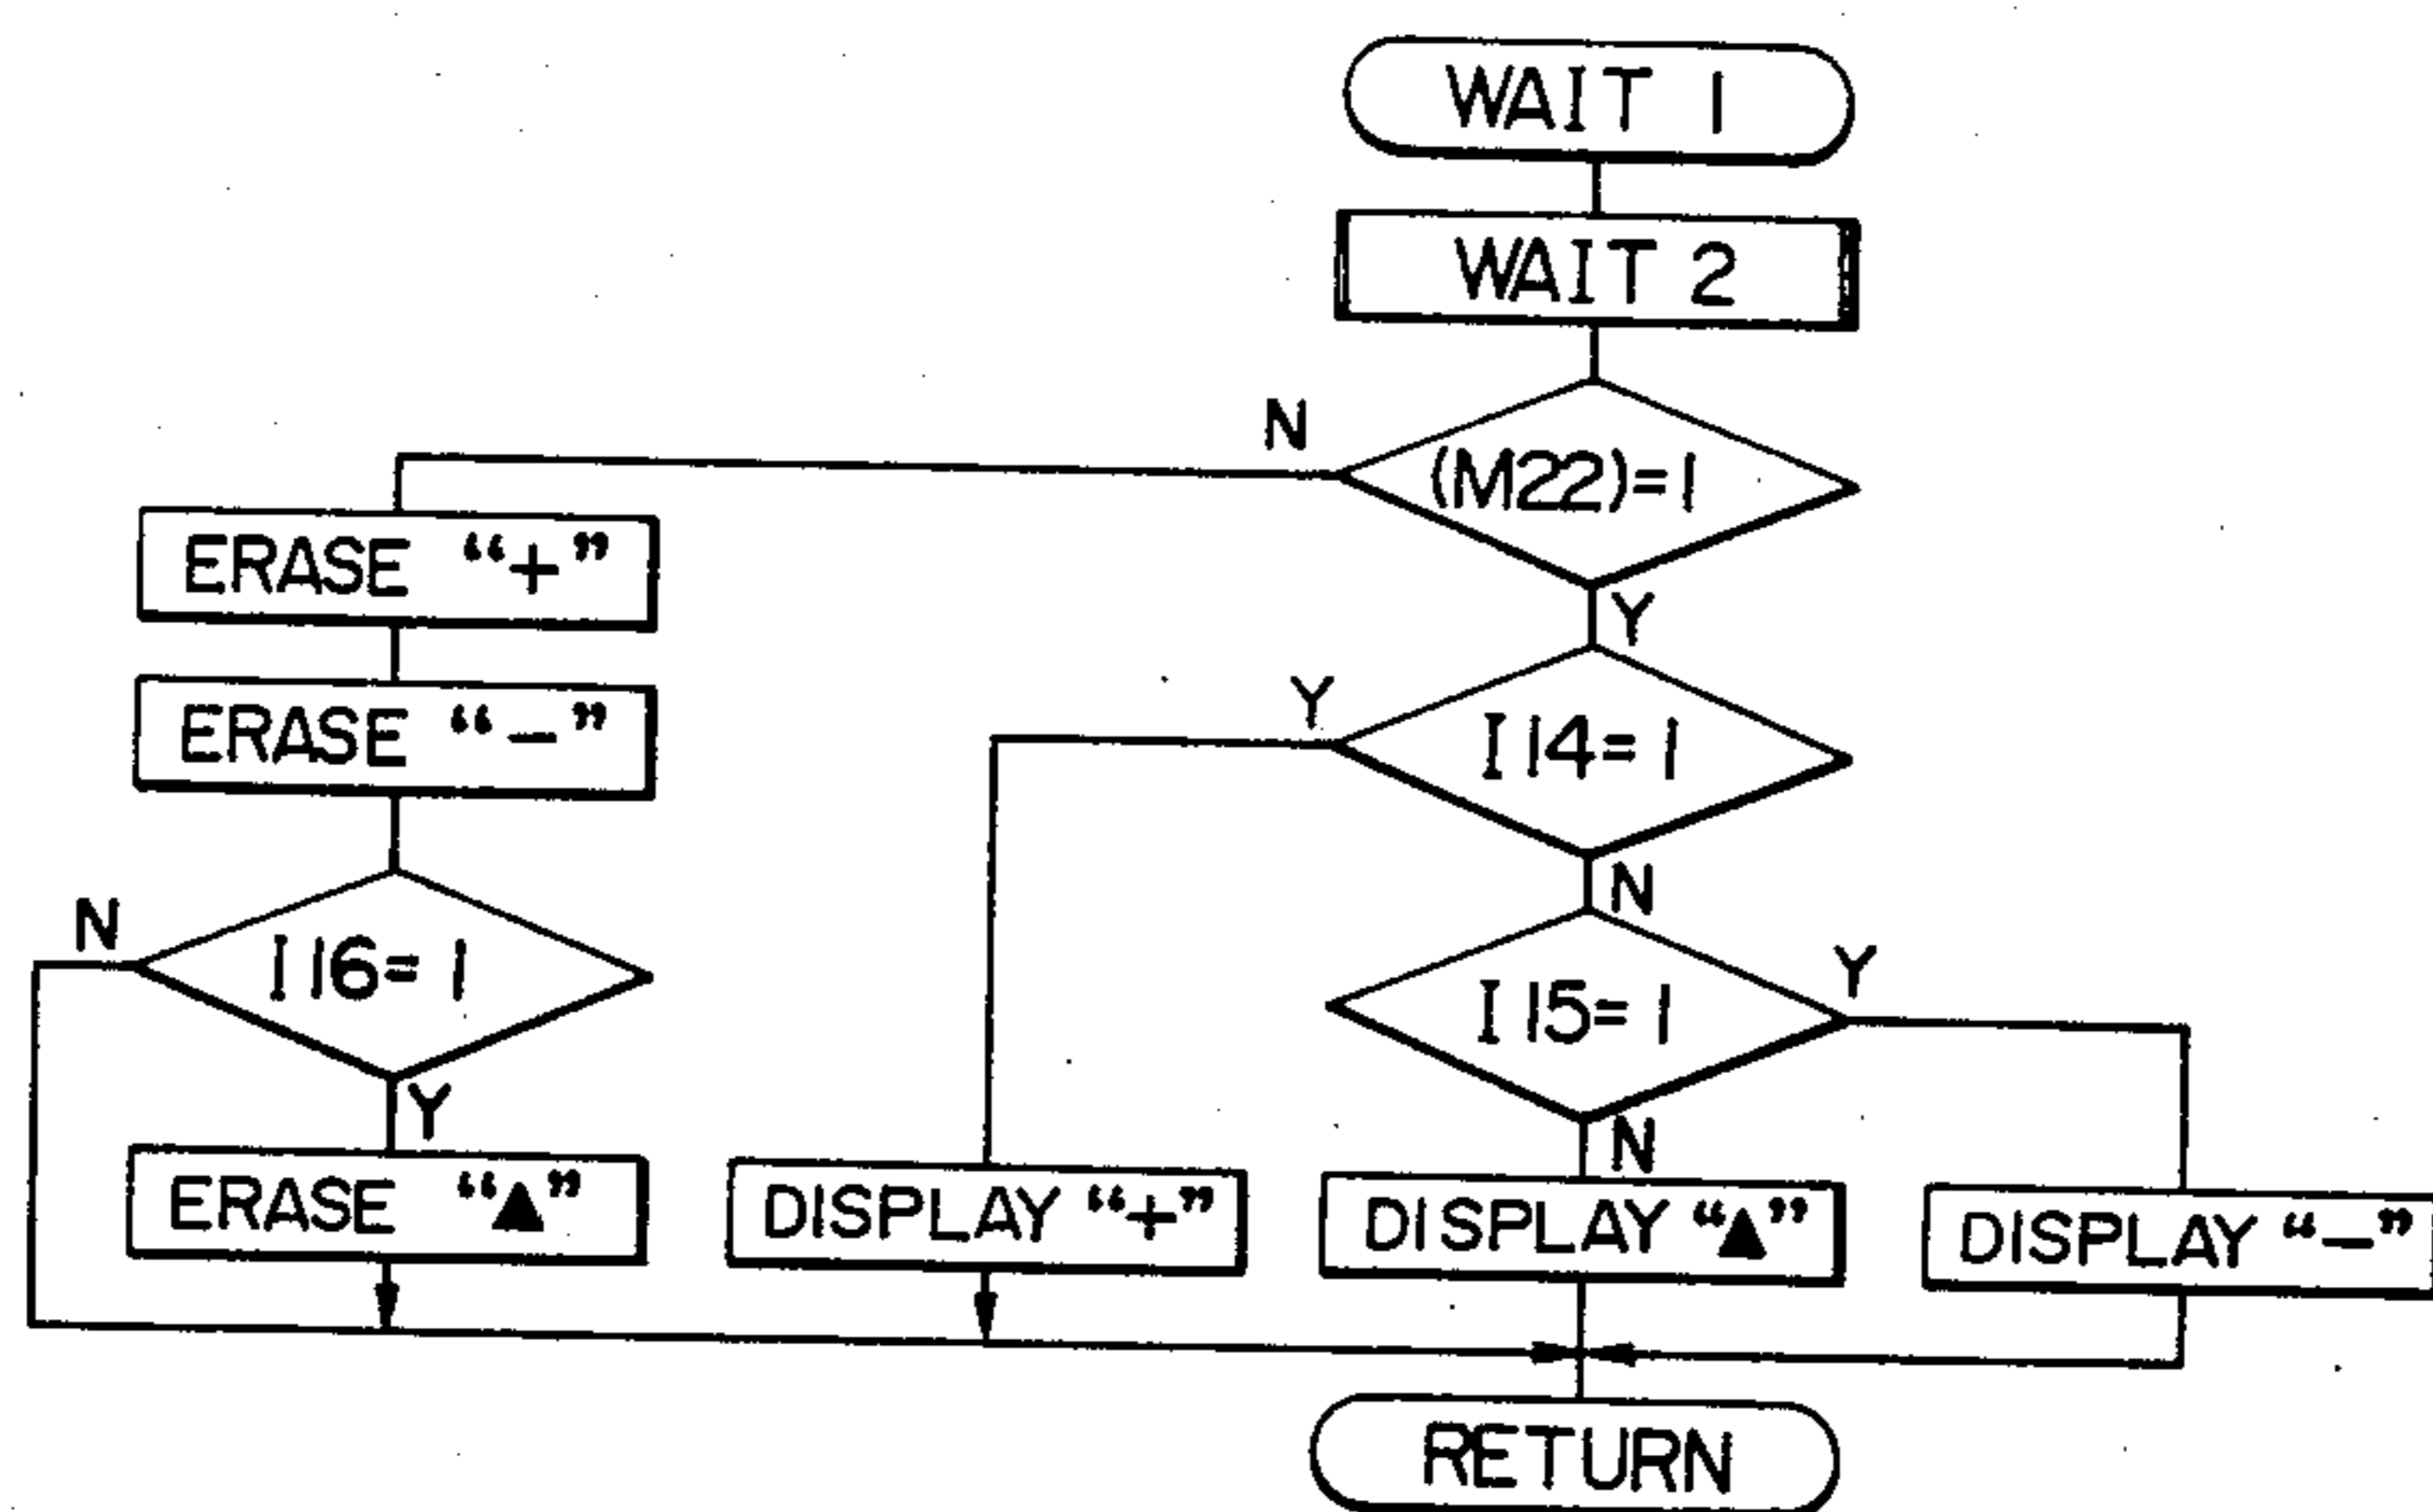 WAIT 1
WAIT 2
N
(M22)=1
ERASE “+”
Y
ERASE “−”
Y
I14=1
N
N
I16=1
I15=1
Y
Y
N
ERASE “▲”
DISPLAY “+”
DISPLAY “▲”
DISPLAY “−”
RETURN